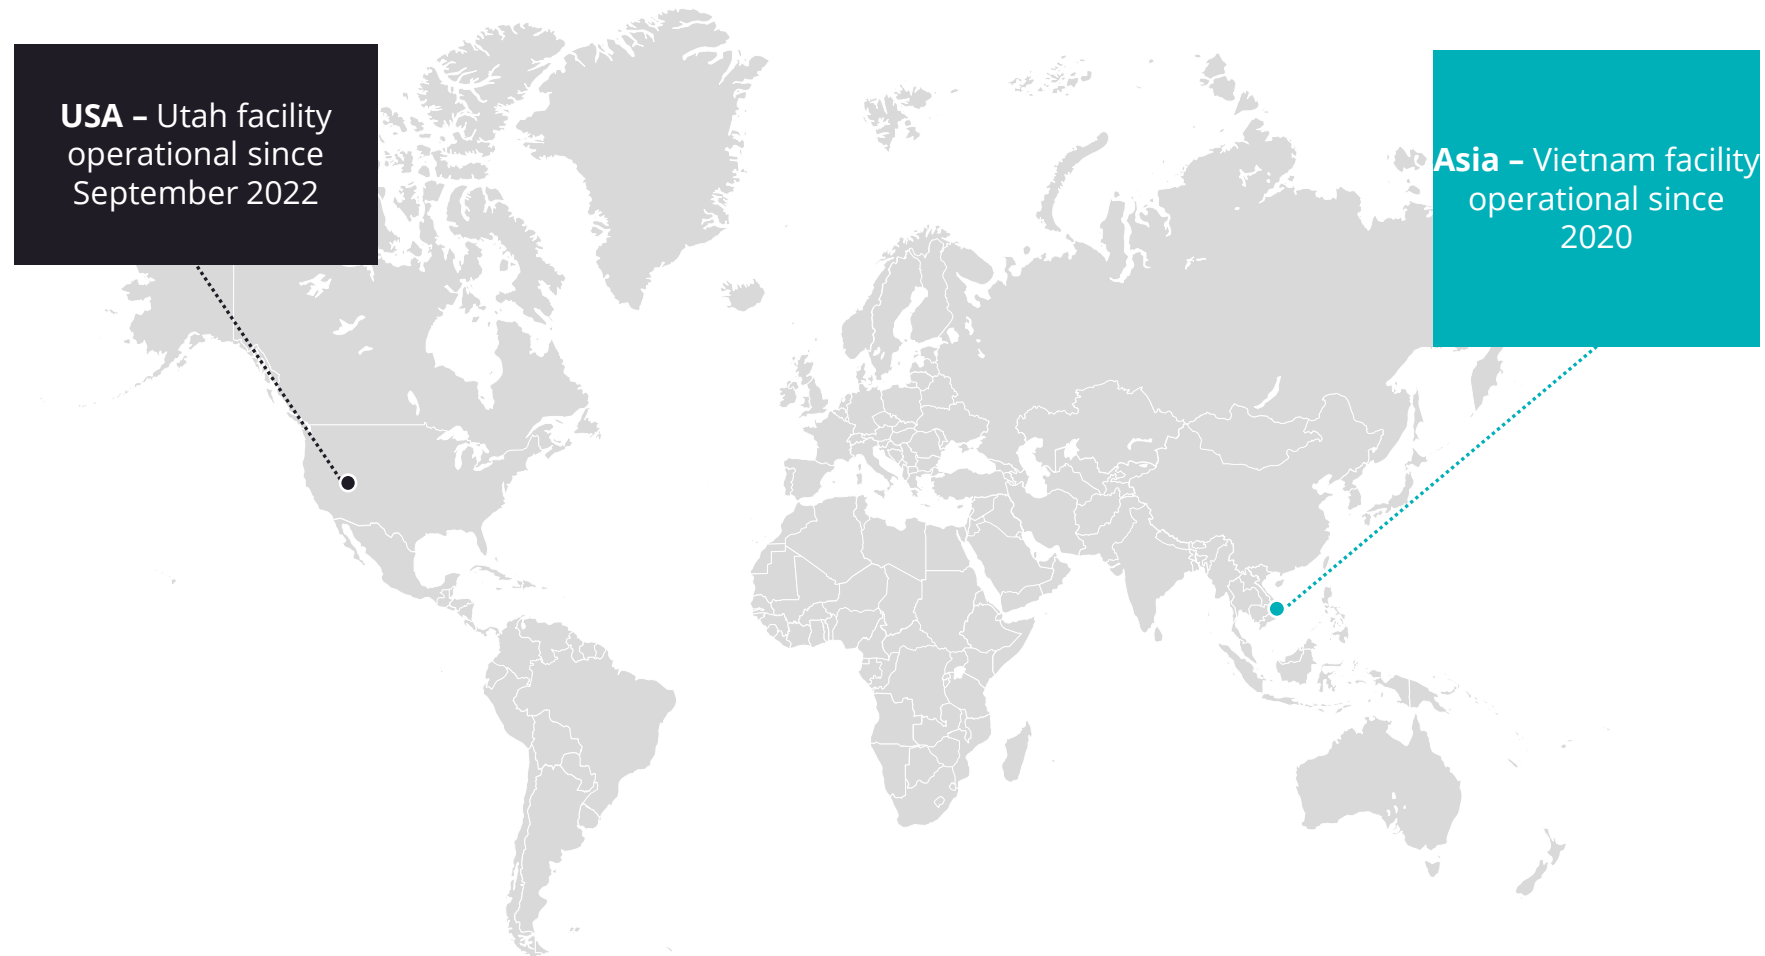 USA – Utah facility
operational since
September 2022
Asia – Vietnam facility
operational since
2020